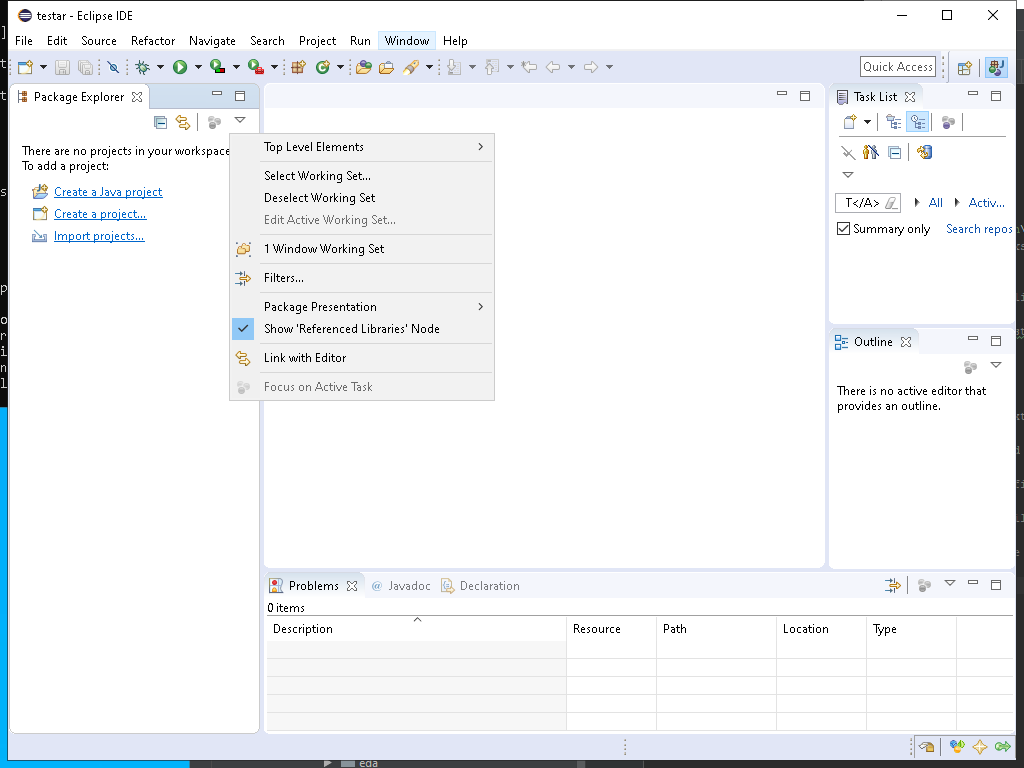 testar - Eclipse IDE
File Edit Source Refactor Navigate Search Project Run Window Help
Quick Access
Package Explorer
There are no projects in your workspace
To add a project:
Create a Java project
Create a project...
Import projects...
Top Level Elements
Select Working Set...
Deselect Working Set
Edit Active Working Set...
1 Window Working Set
Filters...
Package Presentation
Show 'Referenced Libraries' Node
Link with Editor
Focus on Active Task
Task List
T</A> All Activ...
Summary only Search repos
Outline
There is no active editor that
provides an outline.
Problems @ Javadoc Declaration
0 items
Description Resource Path Location Type
eda